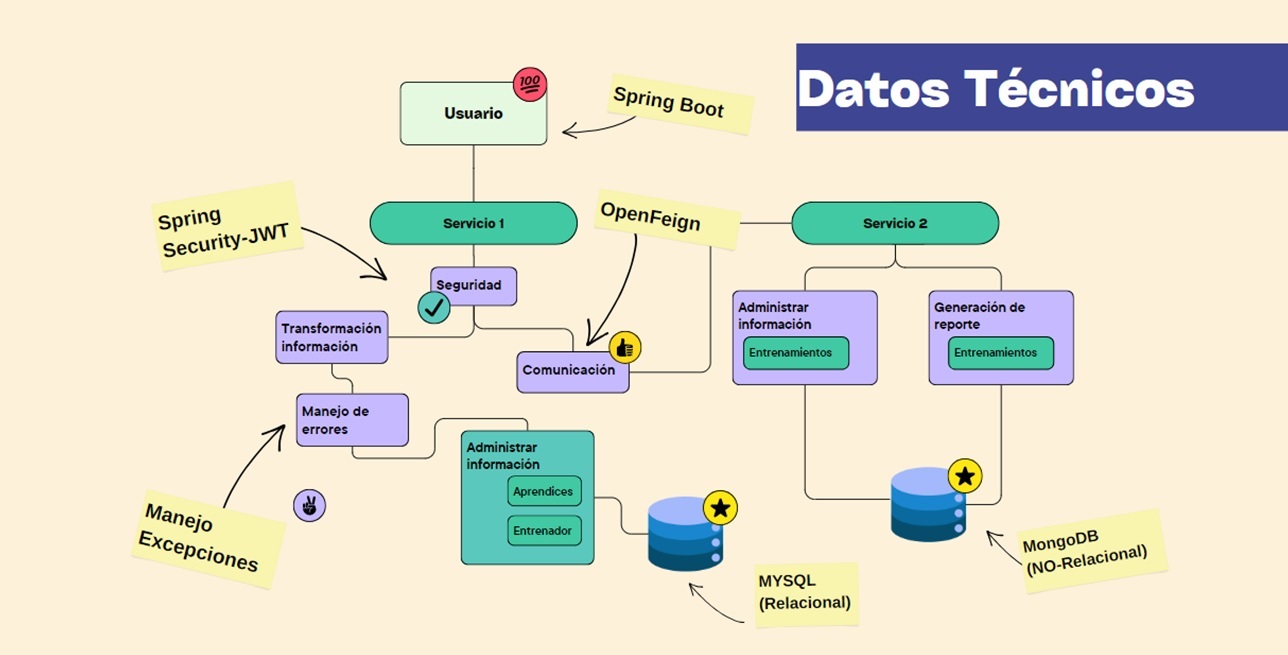 Datos Técnicos
100
Usuario
Spring Boot
Spring
Security-JWT
Servicio 1
OpenFeign
Servicio 2
Seguridad
Transformación
información
Comunicación
Administrar
información
Entrenamientos
Generación de
reporte
Entrenamientos
Manejo de
errores
Administrar
información
Aprendices
Entrenador
Manejo
Excepciones
MYSQL
(Relacional)
MongoDB
(NO-Relacional)